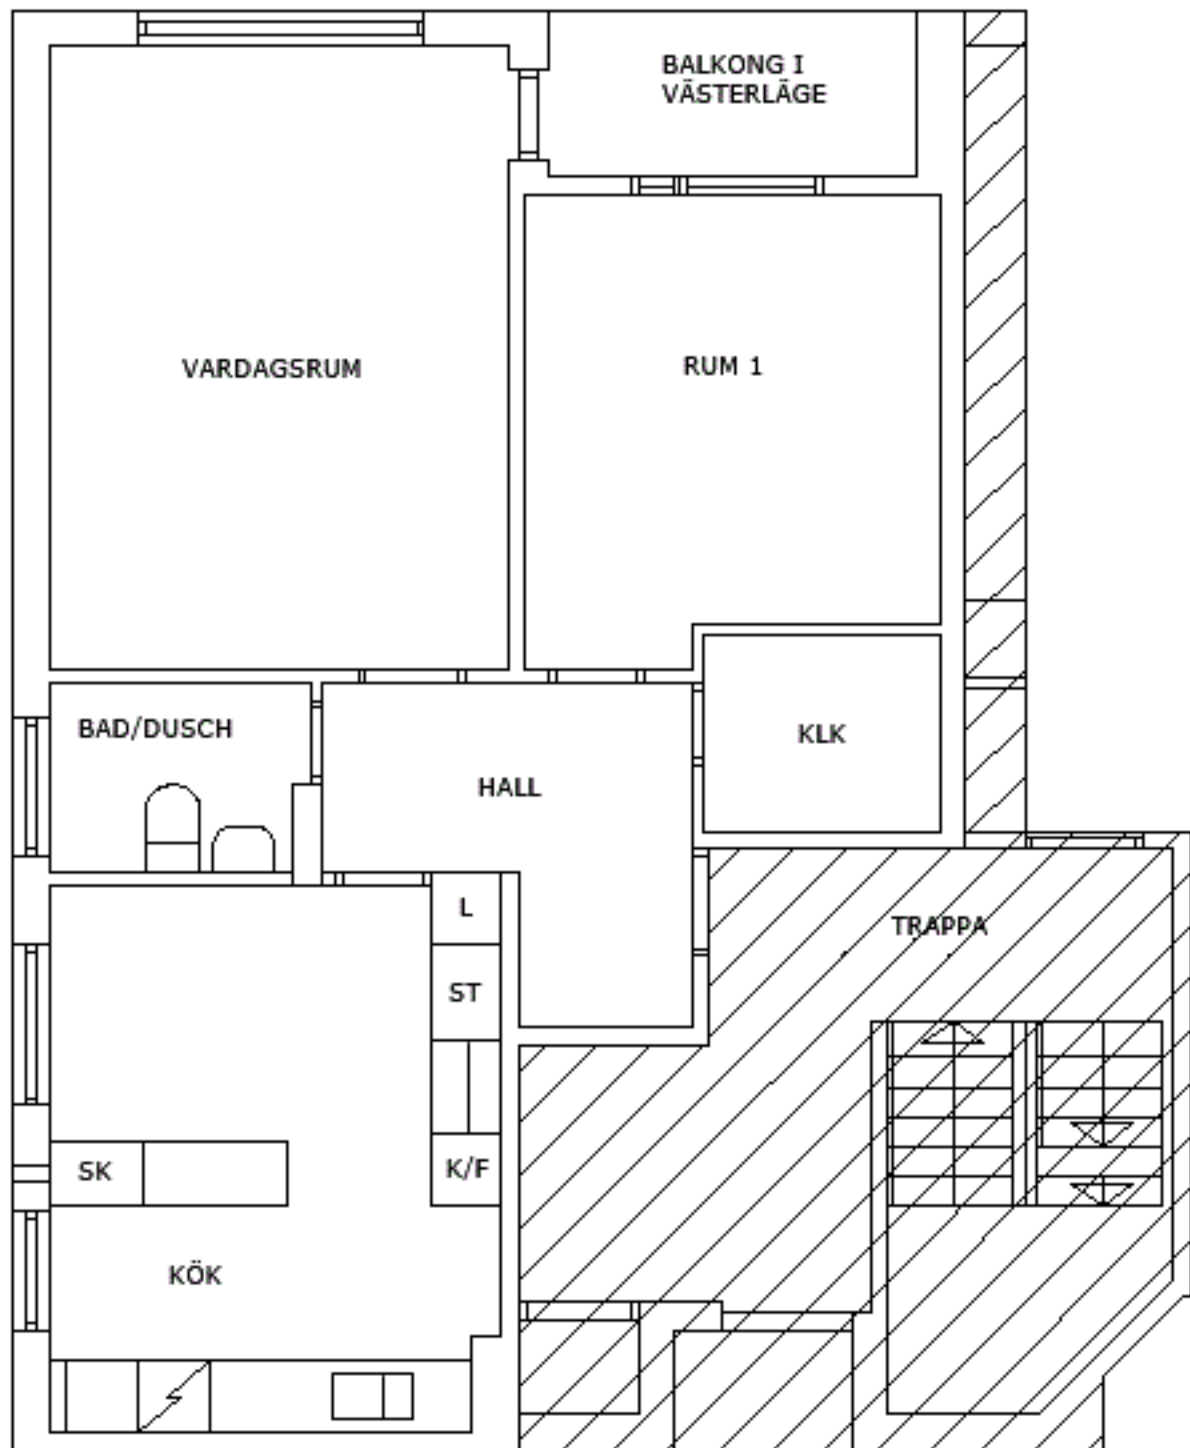 BALKONG I
VÄSTERLÄGE
VARDAGSRUM
RUM 1
BAD/DUSCH
KLK
HALL
L
TRAPPA
ST
SK
K/F
KÖK